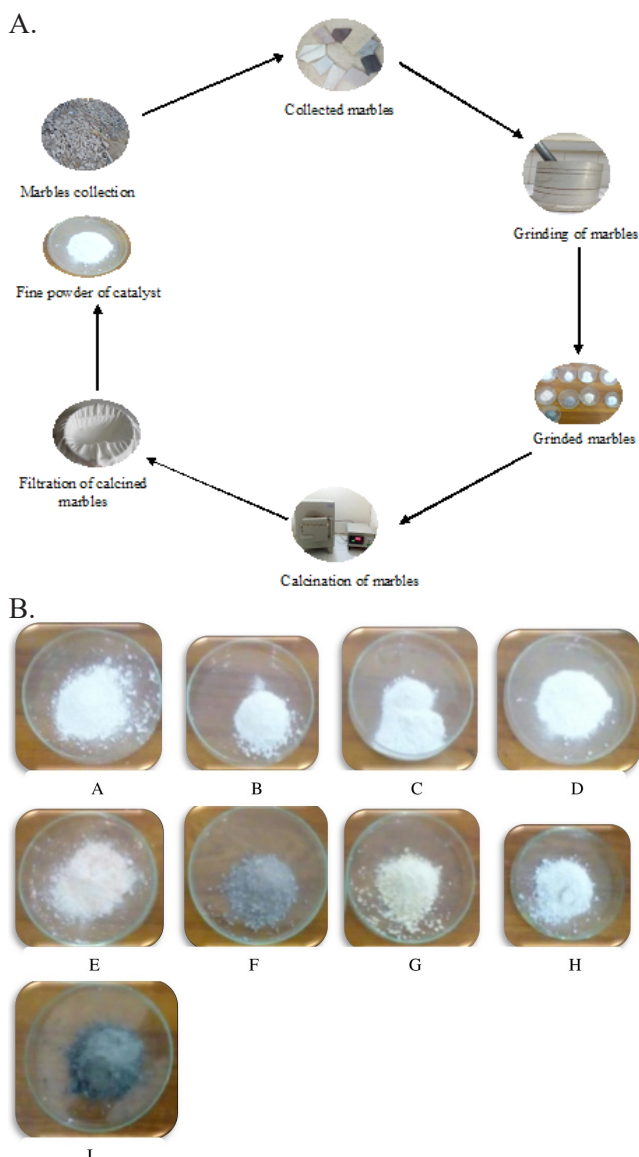 A.
Collected marbles
Marbles collection
Grinding of marbles
Fine powder of catalyst
Grinded marbles
Filtration of calcined
marbles
Calcination of marbles
B.
A B C D
E F G H
I